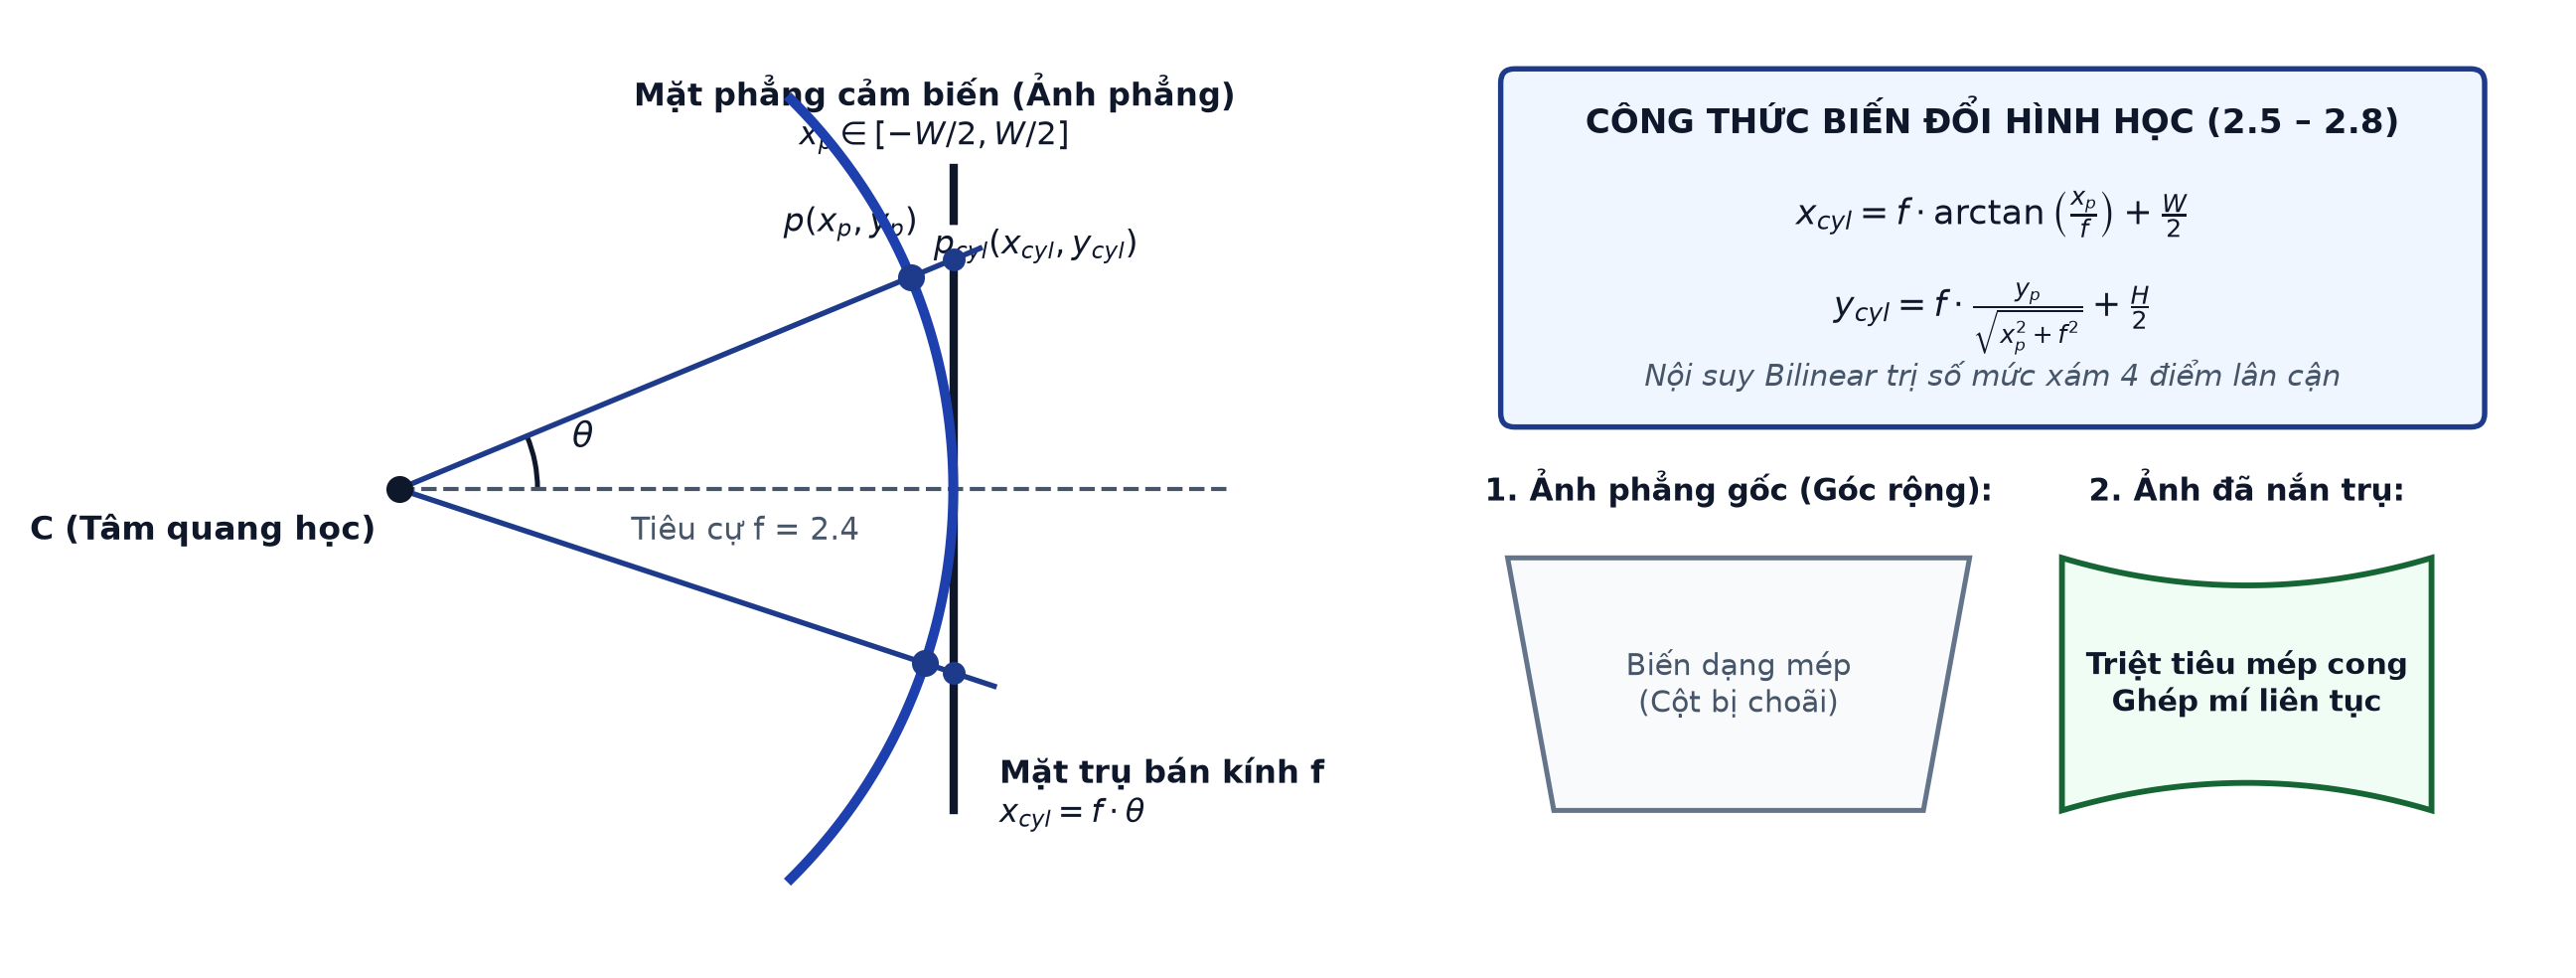 Mặt phẳng cảm biến (Ảnh phẳng)
x_p ∈ [−W/2, W/2]
p(x_p, y_p)
p_cyl(x_cyl, y_cyl)
θ
C (Tâm quang học)
Tiêu cự f = 2.4
Mặt trụ bán kính f
x_cyl = f · θ
CÔNG THỨC BIẾN ĐỔI HÌNH HỌC (2.5 – 2.8)
x_cyl = f · arctan (x_p/f) + W/2
y_cyl = f · y_p/√(x_p² + f²) + H/2
Nội suy Bilinear trị số mức xám 4 điểm lân cận
1. Ảnh phẳng gốc (Góc rộng):
Biến dạng mép
(Cột bị choãi)
2. Ảnh đã nắn trụ:
Triệt tiêu mép cong
Ghép mí liên tục